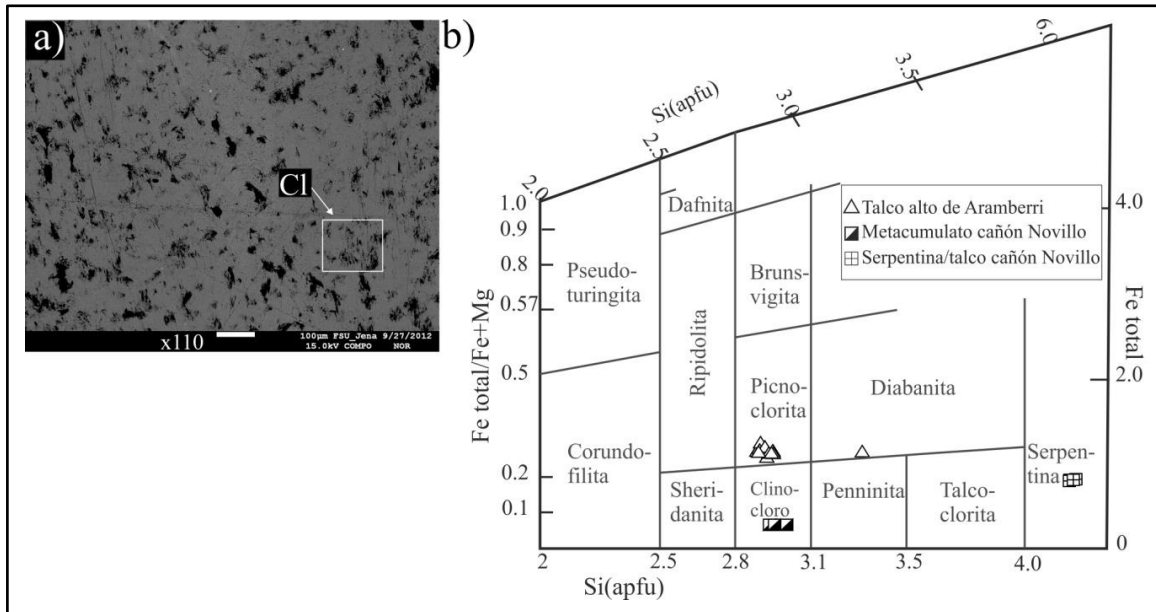 a)
Cl
x110
100µm FSU_Jena 9/27/2012
15.0kV COMPO NOR
b)
Si(apfu)
2.0
2.5
3.0
3.5
6.0
Fe total/Fe+Mg
1.0
0.9
0.8
0.57
0.5
0.2
0.1
Dafnita
Pseudo-
turingita
Ripidolita
Bruns-
vigita
Picno-
clorita
Diabanita
Corundo-
filita
Sheri-
danita
Clino-
cloro
Penninita
Talco-
clorita
Serpen-
tina
Talco alto de Aramberri
Metacumulato cañón Novillo
Serpentina/talco cañón Novillo
4.0
2.0
0
Fe total
2
2.5
2.8
3.1
3.5
4.0
Si(apfu)